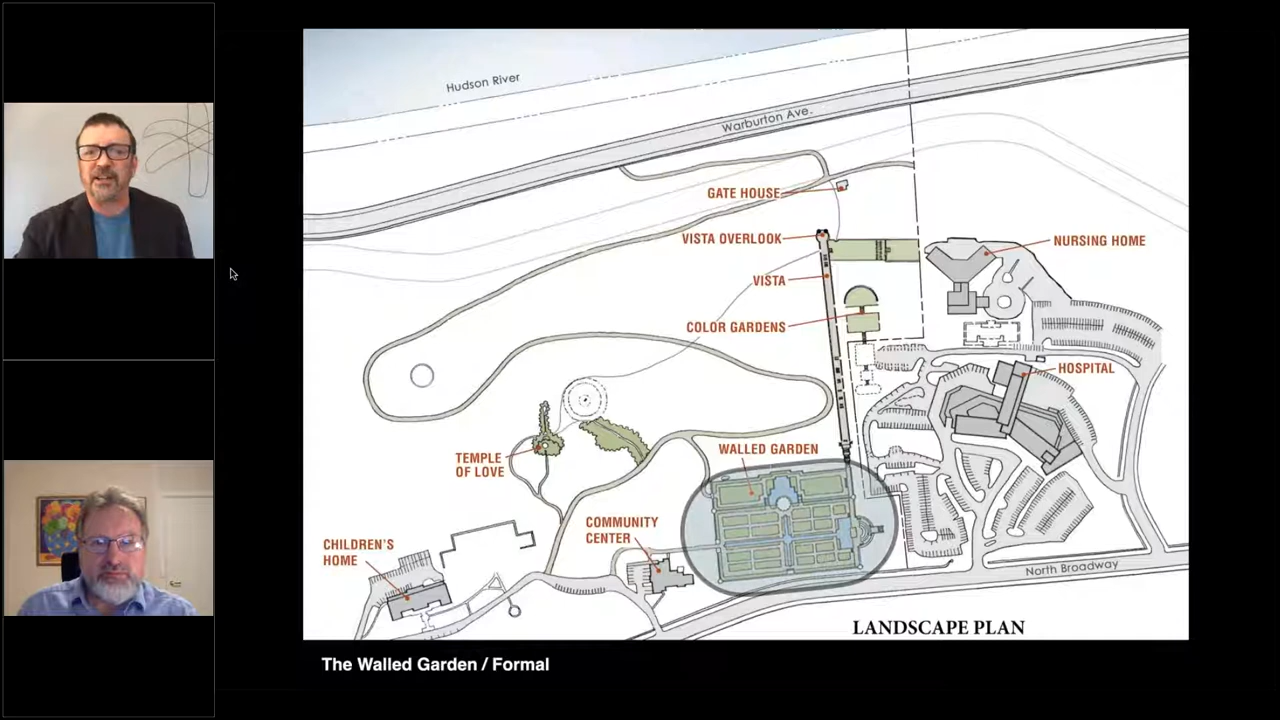 Hudson River
Warburton Ave.
GATE HOUSE
VISTA OVERLOOK
NURSING HOME
VISTA
COLOR GARDENS
HOSPITAL
WALLED GARDEN
TEMPLE
OF LOVE
COMMUNITY
CENTER
CHILDREN'S
HOME
North Broadway
LANDSCAPE PLAN
The Walled Garden / Formal